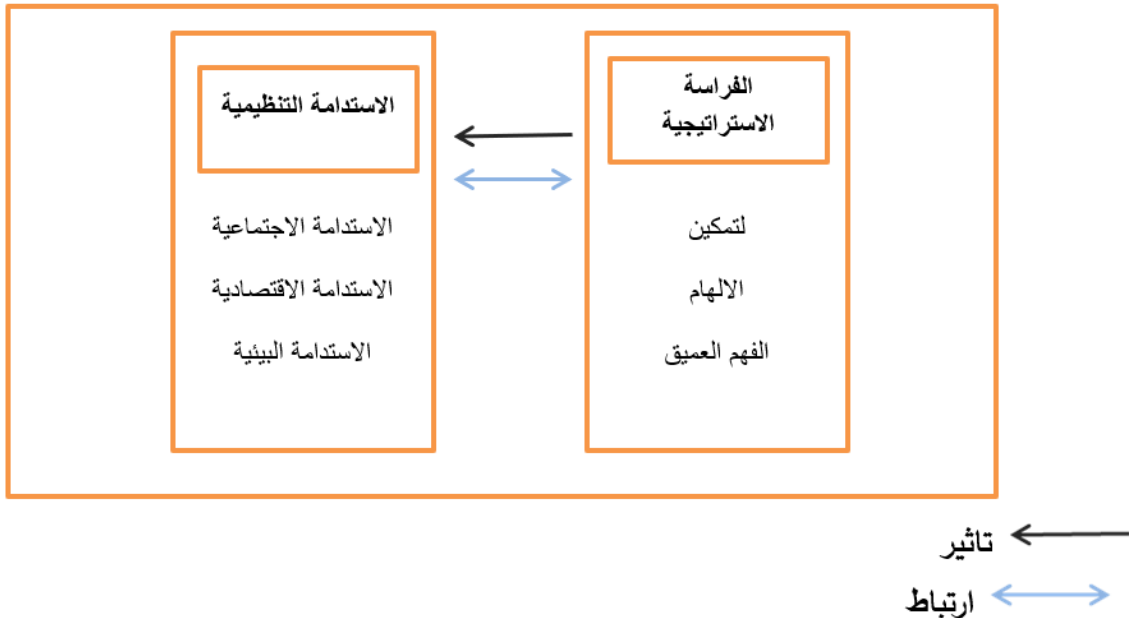 الفراسة
الاستراتيجية
لتمكين
الالهام
الفهم العميق
الاستدامة التنظيمية
الاستدامة الاجتماعية
الاستدامة الاقتصادية
الاستدامة البيئية
تاثير
ارتباط